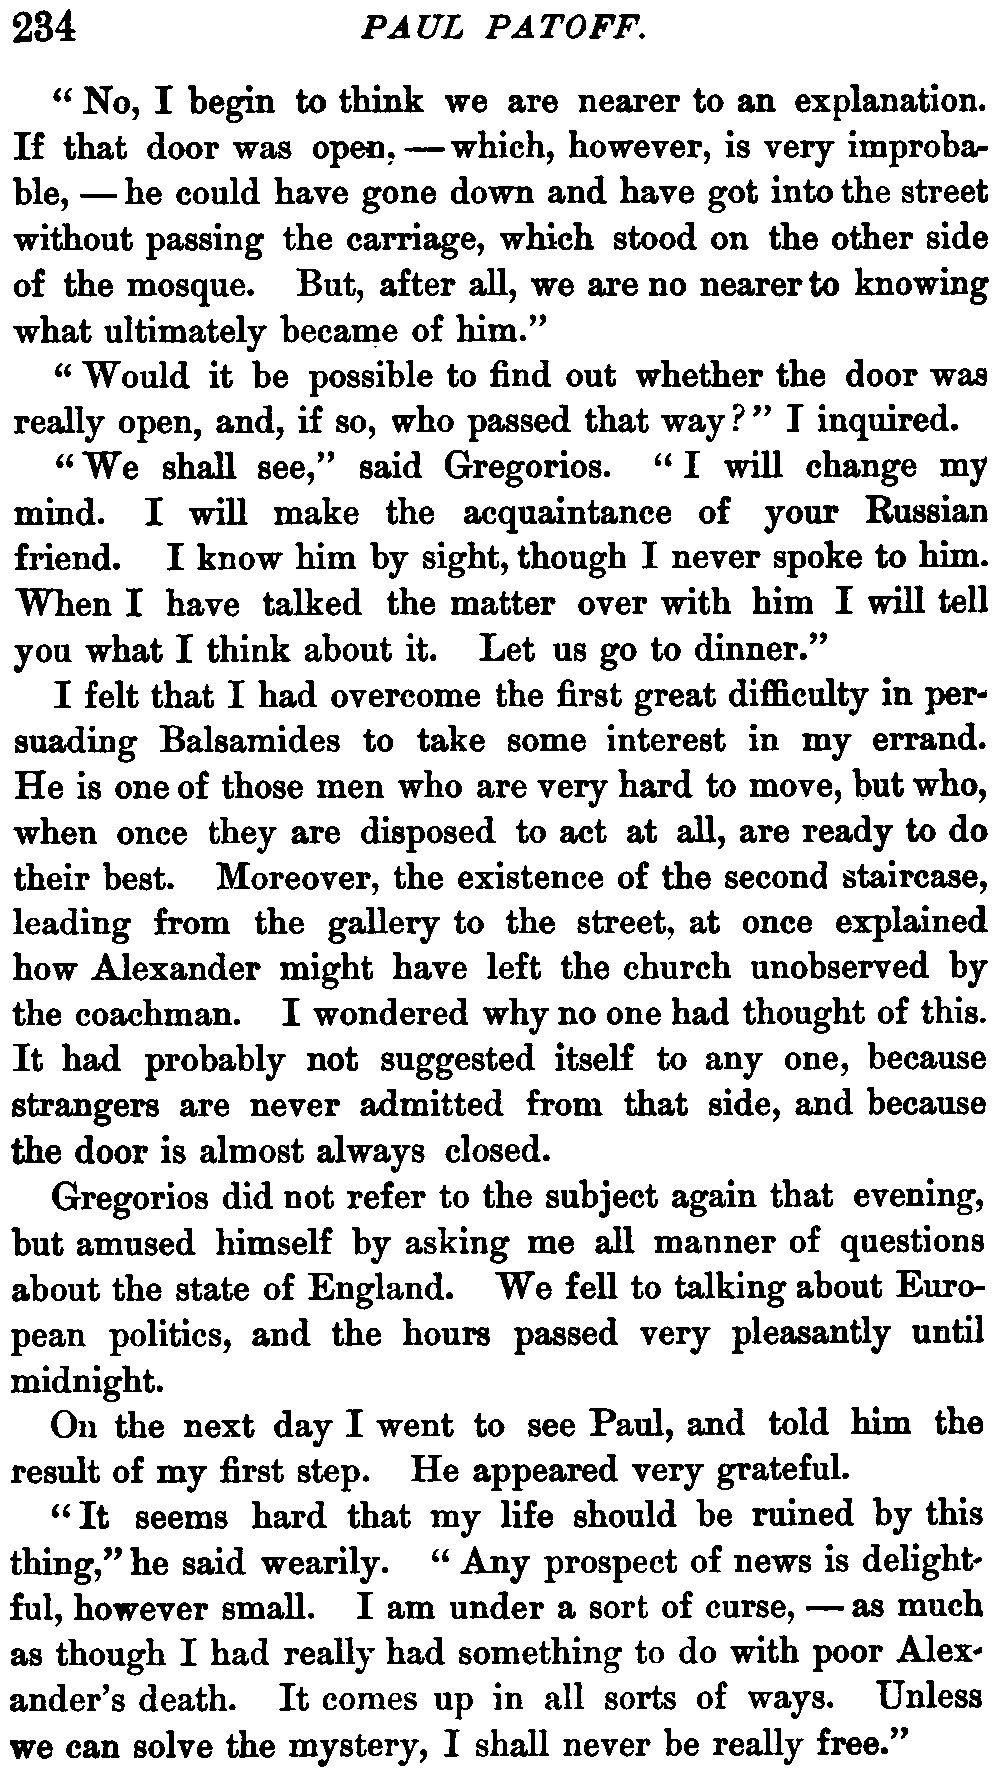 234 PAUL PATOFF.
“ No, I begin to think we are nearer to an explanation.
If that door was open, — which, however, is very improba-
ble, — he could have gone down and have got into the street
without passing the carriage, which stood on the other side
of the mosque. But, after all, we are no nearer to knowing
what ultimately became of him.”
“ Would it be possible to find out whether the door was
really open, and, if so, who passed that way?” I inquired.
“We shall see,” said Gregorios. “ I will change my
mind. I will make the acquaintance of your Russian
friend. I know him by sight, though I never spoke to him.
When I have talked the matter over with him I will tell
you what I think about it. Let us go to dinner.”
I felt that I had overcome the first great difficulty in per-
suading Balsamides to take some interest in my errand.
He is one of those men who are very hard to move, but who,
when once they are disposed to act at all, are ready to do
their best. Moreover, the existence of the second staircase,
leading from the gallery to the street, at once explained
how Alexander might have left the church unobserved by
the coachman. I wondered why no one had thought of this.
It had probably not suggested itself to any one, because
strangers are never admitted from that side, and because
the door is almost always closed.
Gregorios did not refer to the subject again that evening,
but amused himself by asking me all manner of questions
about the state of England. We fell to talking about Euro-
pean politics, and the hours passed very pleasantly until
midnight.
On the next day I went to see Paul, and told him the
result of my first step. He appeared very grateful.
“It seems hard that my life should be ruined by this
thing,” he said wearily. “ Any prospect of news is delight-
ful, however small. I am under a sort of curse, — as much
as though I had really had something to do with poor Alex-
ander's death. It comes up in all sorts of ways. Unless
we can solve the mystery, I shall never be really free.”